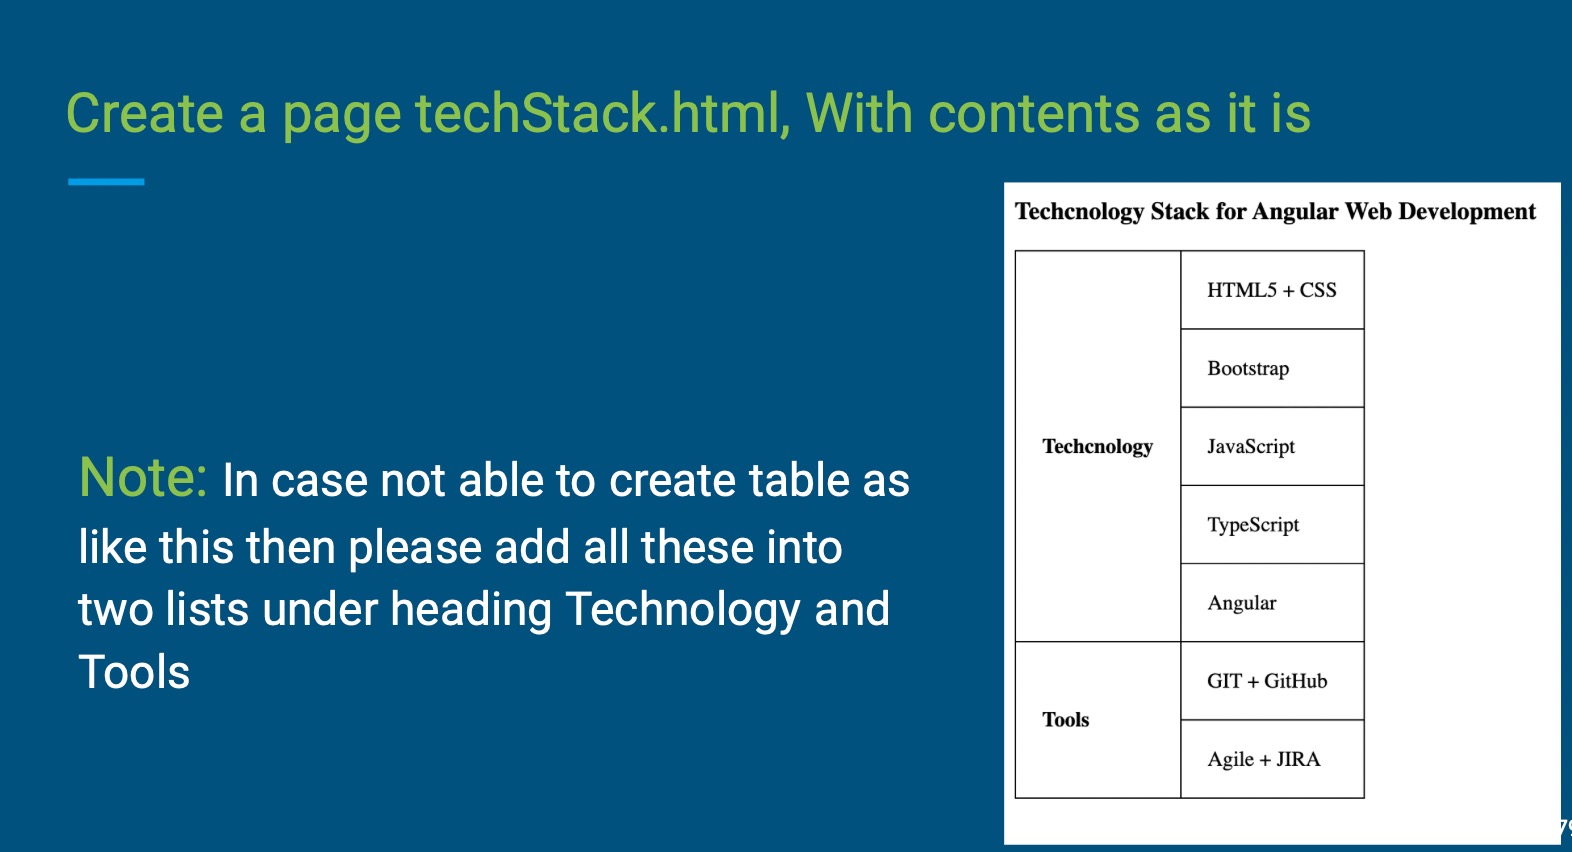 Create a page techStack.html, With contents as it is
Note: In case not able to create table as
like this then please add all these into
two lists under heading Technology and
Tools
Techcnology Stack for Angular Web Development
Techcnology
HTML5 + CSS
Bootstrap
JavaScript
TypeScript
Angular
Tools
GIT + GitHub
Agile + JIRA